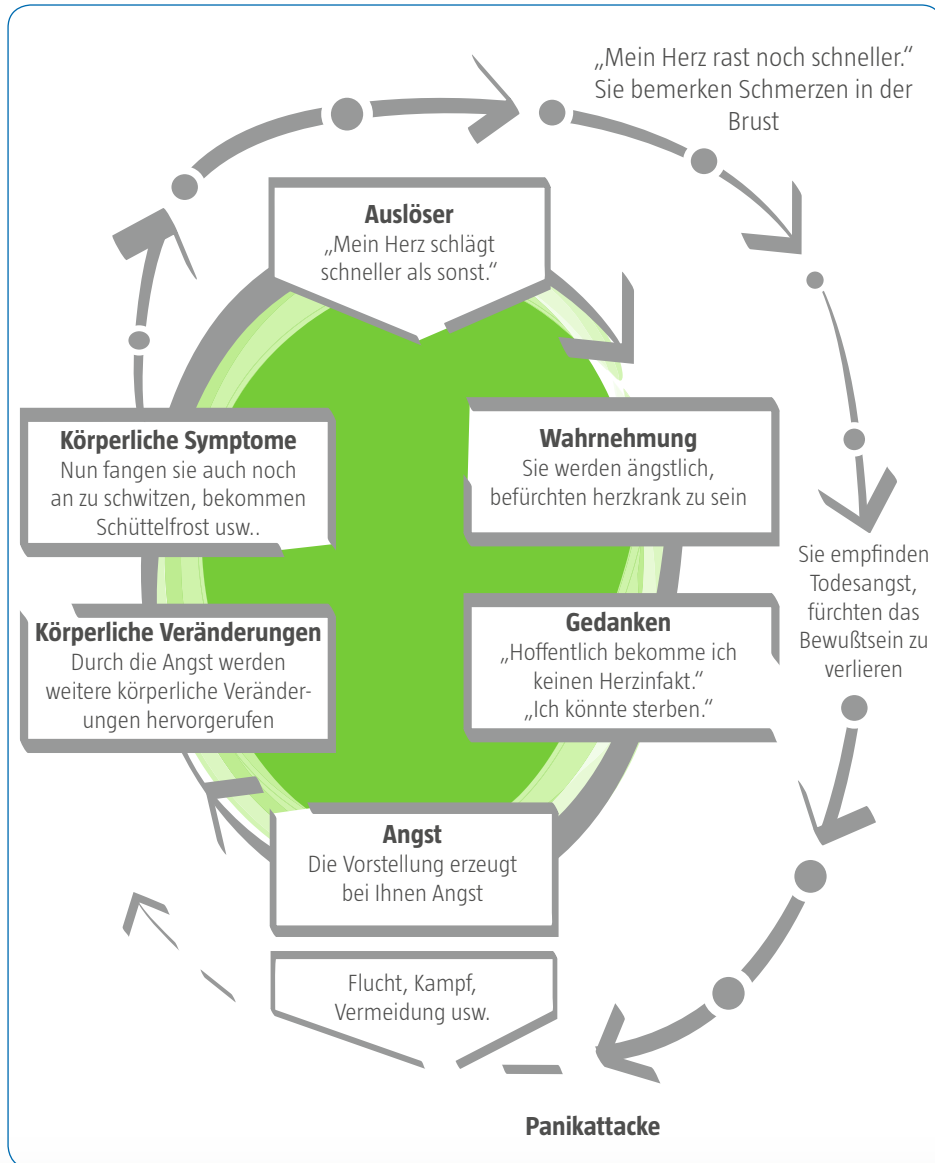 „Mein Herz rast noch schneller.“
Sie bemerken Schmerzen in der
Brust
Auslöser
„Mein Herz schlägt
schneller als sonst.“
Wahrnehmung
Sie werden ängstlich,
befürchten herzkrank zu sein
Gedanken
„Hoffentlich bekomme ich
keinen Herzinfakt.“
„Ich könnte sterben.“
Angst
Die Vorstellung erzeugt
bei Ihnen Angst
Flucht, Kampf,
Vermeidung usw.
Körperliche Veränderungen
Durch die Angst werden
weitere körperliche Veränder-
ungen hervorgerufen
Körperliche Symptome
Nun fangen sie auch noch
an zu schwitzen, bekommen
Schüttelfrost usw..
Sie empfinden
Todesangst,
fürchten das
Bewußtsein zu
verlieren
Panikattacke